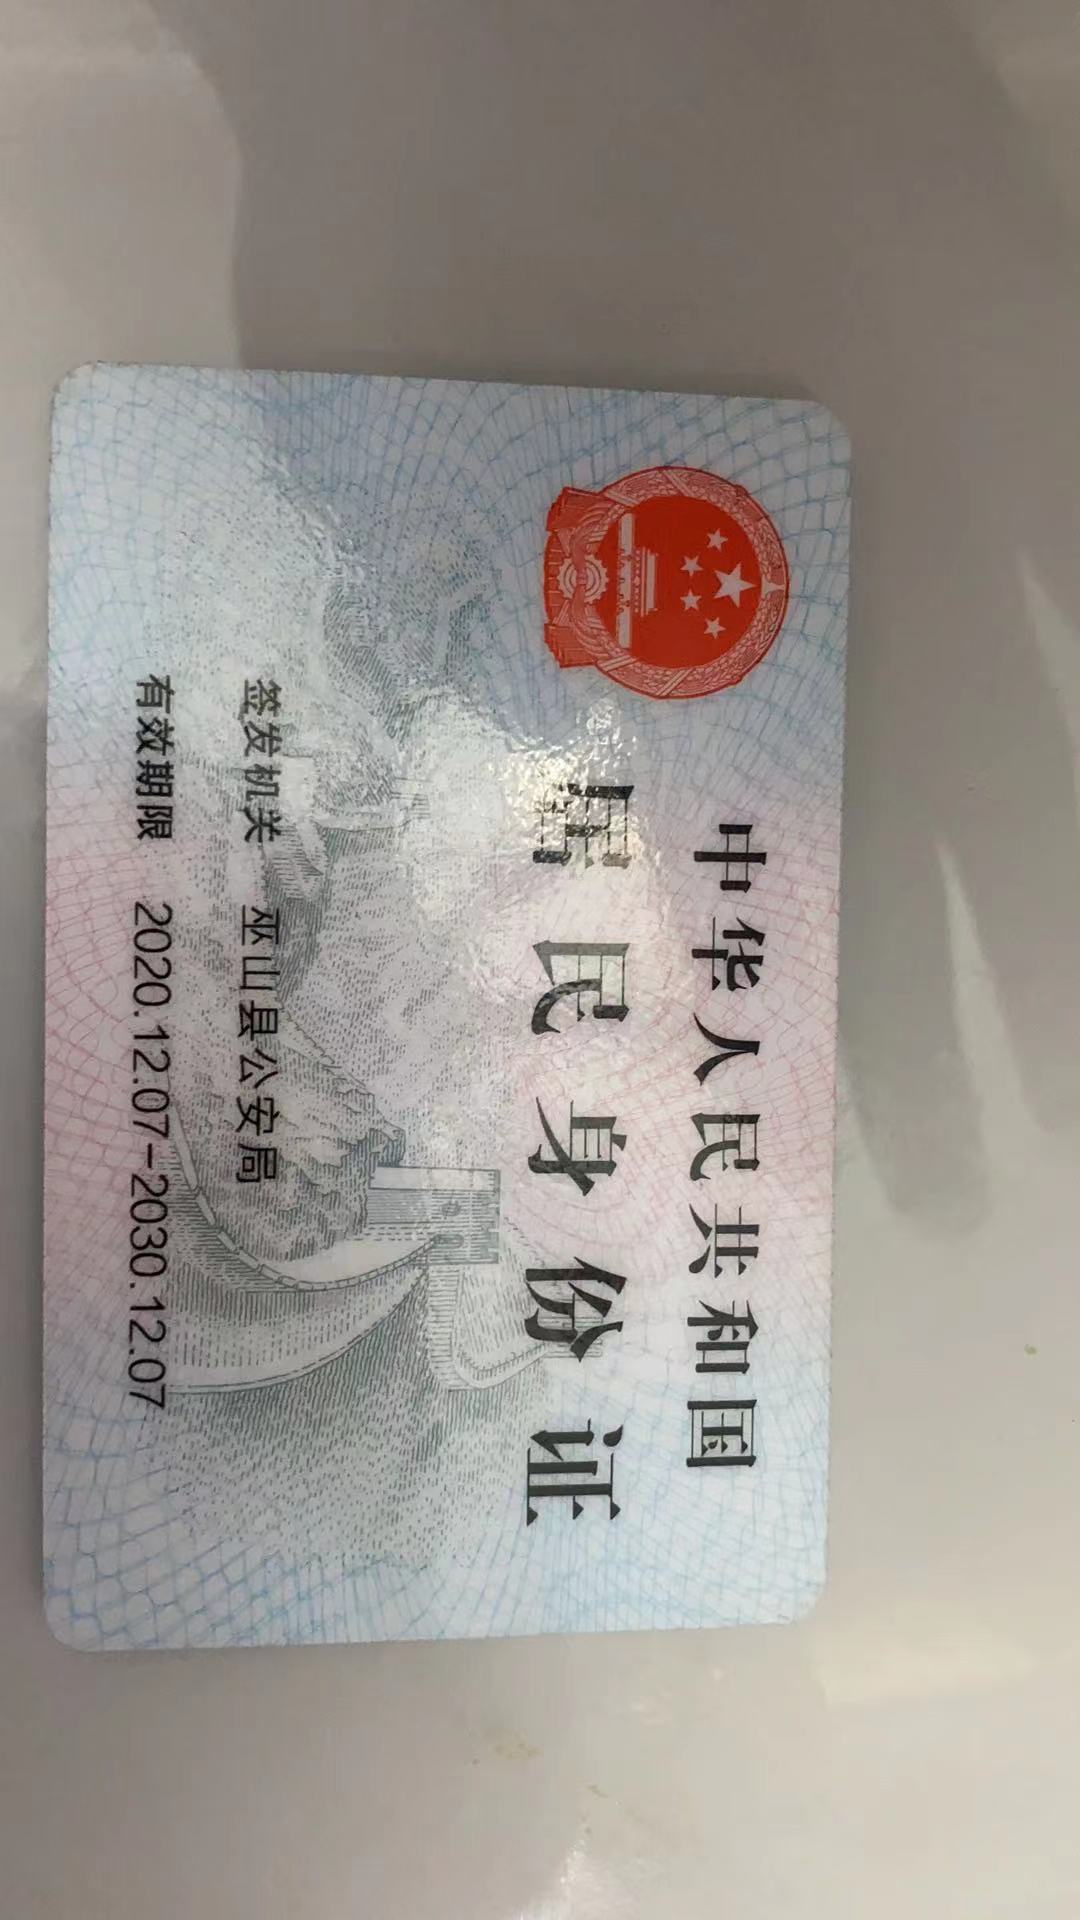 中华人民共和国
居民身份证
签发机关 巫山县公安局
有效期限 2020.12.07-2030.12.07